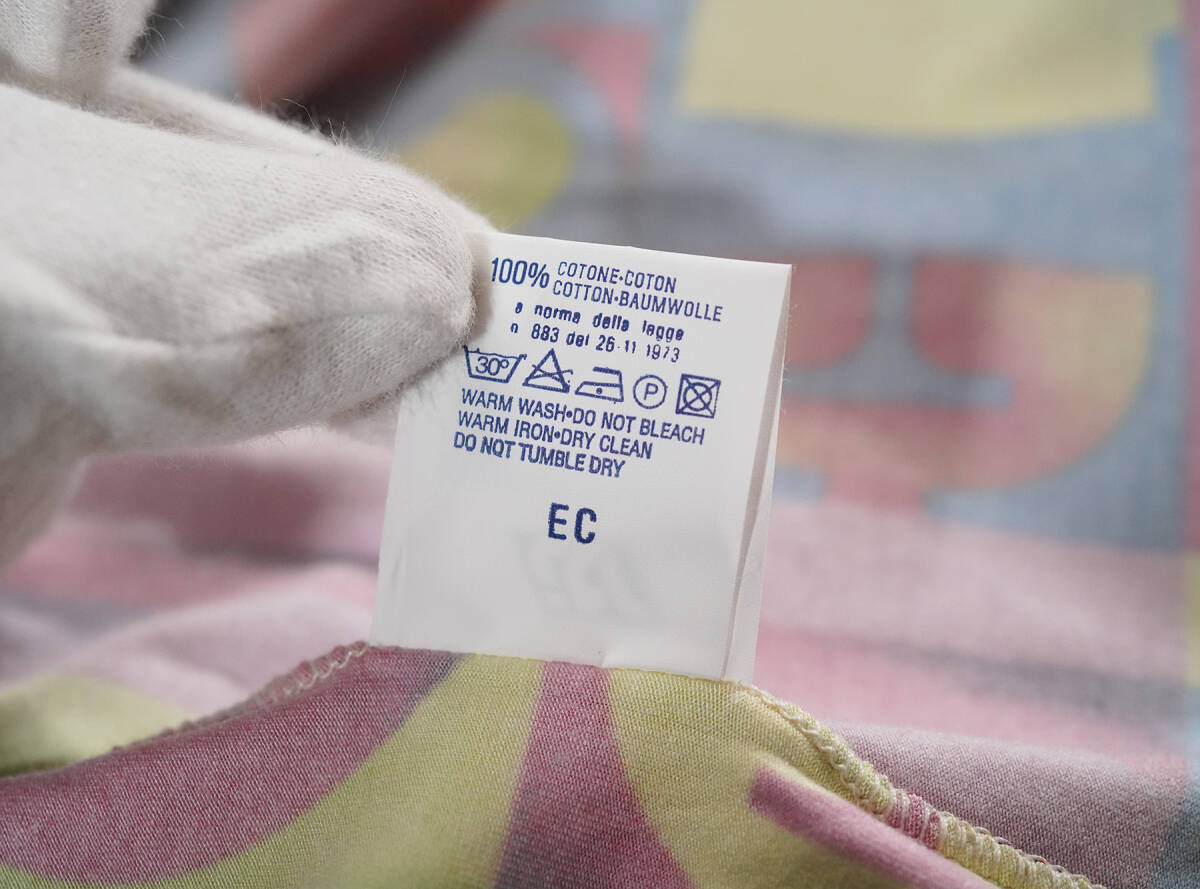 100% COTONE•COTON
COTTON•BAUMWOLLE
a norma della legge
n 883 del 26-11 1973
30° P
WARM WASH•DO NOT BLEACH
WARM IRON•DRY CLEAN
DO NOT TUMBLE DRY
EC